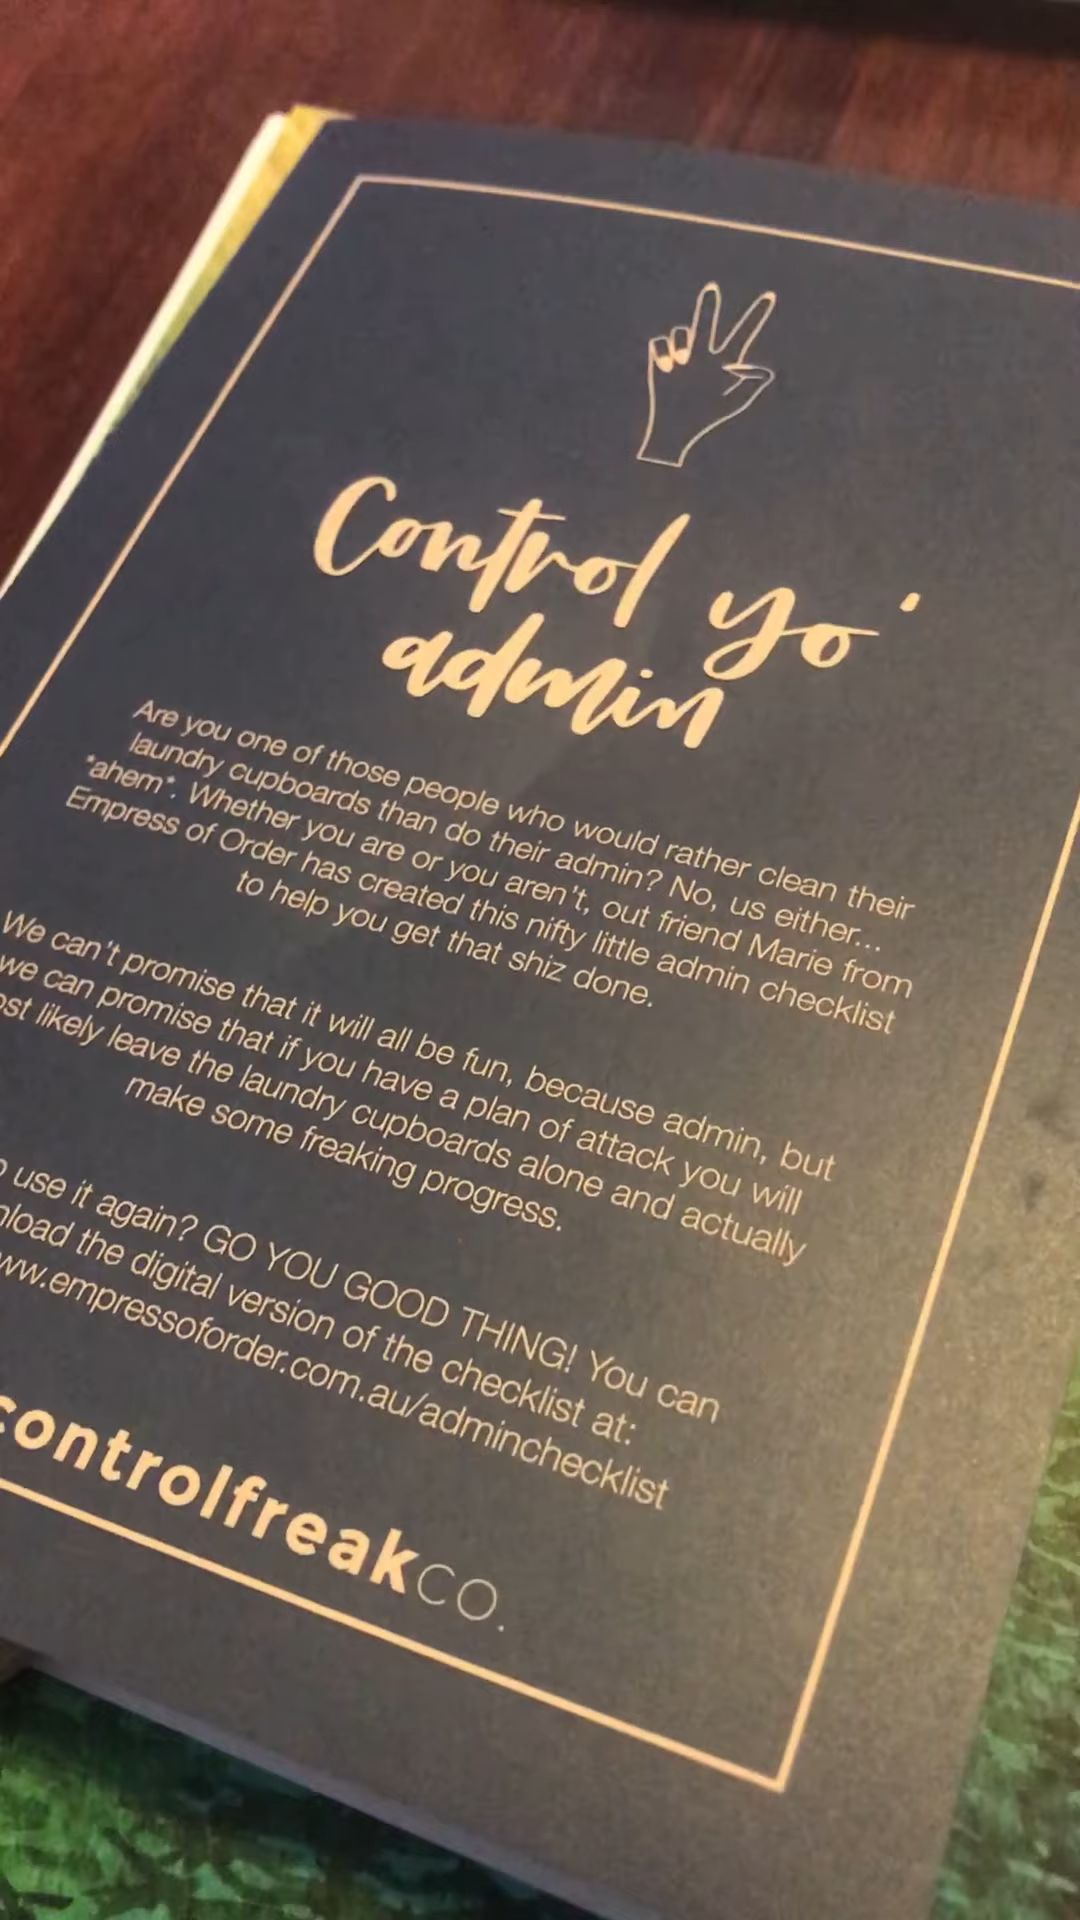 Control yo'
admin
Are you one of those people who would rather clean their
laundry cupboards than do their admin? No, us either...
*ahem*. Whether you are or you aren't, out friend Marie from
Empress of Order has created this nifty little admin checklist
to help you get that shiz done.
We can't promise that it will all be fun, because admin, but
we can promise that if you have a plan of attack you will
likely leave the laundry cupboards alone and actually
make some freaking progress.
use it again? GO YOU GOOD THING! You can
the digital version of the checklist at:
www.empressoforder.com.au/adminchecklist
controlfreakCO.